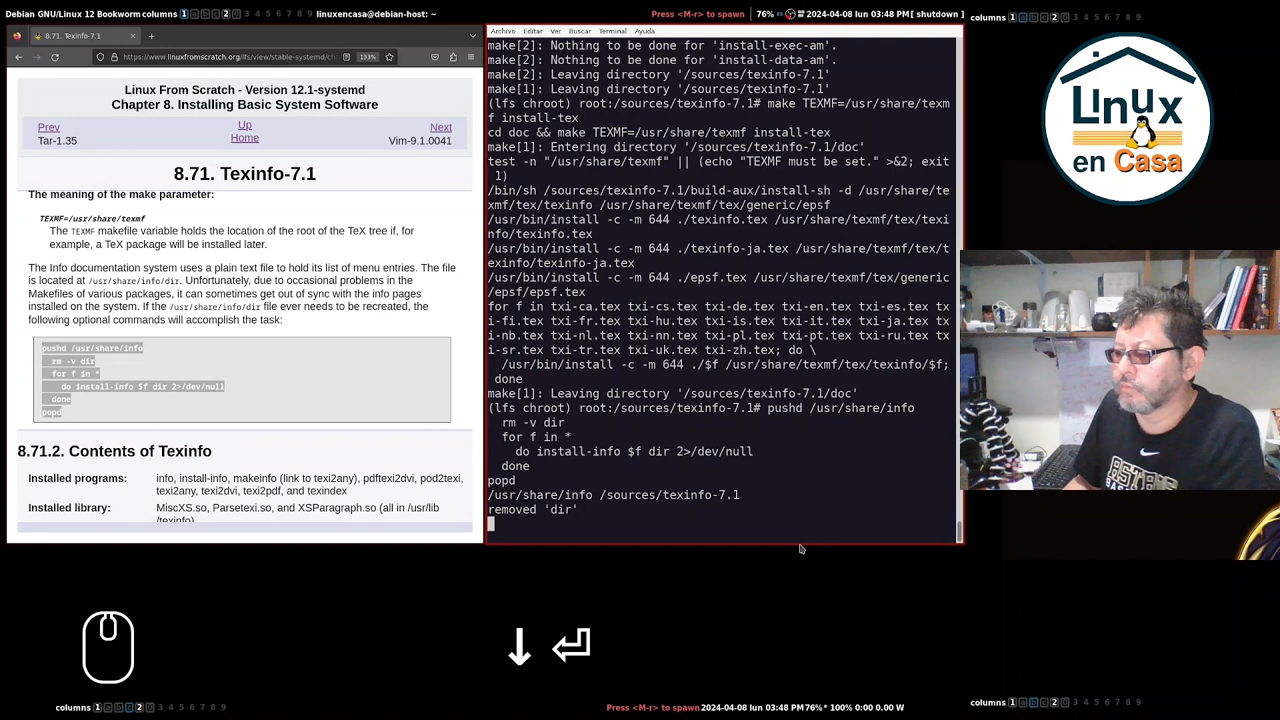 Debian GNU/Linux 12 Bookworm columns 1 a b c 2 0 3 4 5 6 7 8 9 linuxencasa@debian-host: ~
Press <M-r> to spawn 76% 2024-04-08 lun 03:48 PM [ shutdown ]
columns 1 a b c 2 0 3 4 5 6 7 8 9
8.71. Texinfo-7.1
https://www.linuxfromscratch.org/lfs/view/stable-systemd/ch
133%
Linux From Scratch - Version 12.1-systemd
Chapter 8. Installing Basic System Software
Prev Up Next
Tar-1.35 Home Vim-9.1.0041
8.71. Texinfo-7.1
The meaning of the make parameter:
TEXMF=/usr/share/texmf
The TEXMF makefile variable holds the location of the root of the TeX tree if, for
example, a TeX package will be installed later.
The Info documentation system uses a plain text file to hold its list of menu entries. The file
is located at /usr/share/info/dir. Unfortunately, due to occasional problems in the
Makefiles of various packages, it can sometimes get out of sync with the info pages
installed on the system. If the /usr/share/info/dir file ever needs to be recreated, the
following optional commands will accomplish the task:
pushd /usr/share/info
rm -v dir
for f in *
do install-info $f dir 2>/dev/null
done
popd
8.71.2. Contents of Texinfo
Installed programs: info, install-info, makeinfo (link to texi2any), pdftexi2dvi, pod2texi,
texi2any, texi2dvi, texi2pdf, and texindex
Installed library: MiscXS.so, Parsetexi.so, and XSParagraph.so (all in /usr/lib
/texinfo)
Archivo Editar Ver Buscar Terminal Ayuda
make[2]: Nothing to be done for 'install-exec-am'.
make[2]: Nothing to be done for 'install-data-am'.
make[2]: Leaving directory '/sources/texinfo-7.1'
make[1]: Leaving directory '/sources/texinfo-7.1'
(lfs chroot) root:/sources/texinfo-7.1# make TEXMF=/usr/share/texm
f install-tex
cd doc && make TEXMF=/usr/share/texmf install-tex
make[1]: Entering directory '/sources/texinfo-7.1/doc'
test -n "/usr/share/texmf" || (echo "TEXMF must be set." >&2; exit
1)
/bin/sh /sources/texinfo-7.1/build-aux/install-sh -d /usr/share/te
xmf/tex/texinfo /usr/share/texmf/tex/generic/epsf
/usr/bin/install -c -m 644 ./texinfo.tex /usr/share/texmf/tex/texi
nfo/texinfo.tex
/usr/bin/install -c -m 644 ./texinfo-ja.tex /usr/share/texmf/tex/t
exinfo/texinfo-ja.tex
/usr/bin/install -c -m 644 ./epsf.tex /usr/share/texmf/tex/generic
/epsf/epsf.tex
for f in txi-ca.tex txi-cs.tex txi-de.tex txi-en.tex txi-es.tex tx
i-fi.tex txi-fr.tex txi-hu.tex txi-is.tex txi-it.tex txi-ja.tex tx
i-nb.tex txi-nl.tex txi-nn.tex txi-pl.tex txi-pt.tex txi-ru.tex tx
i-sr.tex txi-tr.tex txi-uk.tex txi-zh.tex; do \
/usr/bin/install -c -m 644 ./$f /usr/share/texmf/tex/texinfo/$f;
done
make[1]: Leaving directory '/sources/texinfo-7.1/doc'
(lfs chroot) root:/sources/texinfo-7.1# pushd /usr/share/info
rm -v dir
for f in *
do install-info $f dir 2>/dev/null
done
popd
/usr/share/info /sources/texinfo-7.1
removed 'dir'
Linux
en Casa
columns 1 a b c 2 0 3 4 5 6 7 8 9
Press <M-r> to spawn 2024-04-08 lun 03:48 PM 76%* 100% 0:00 0.00 W
columns 1 a b c 2 0 3 4 5 6 7 8 9